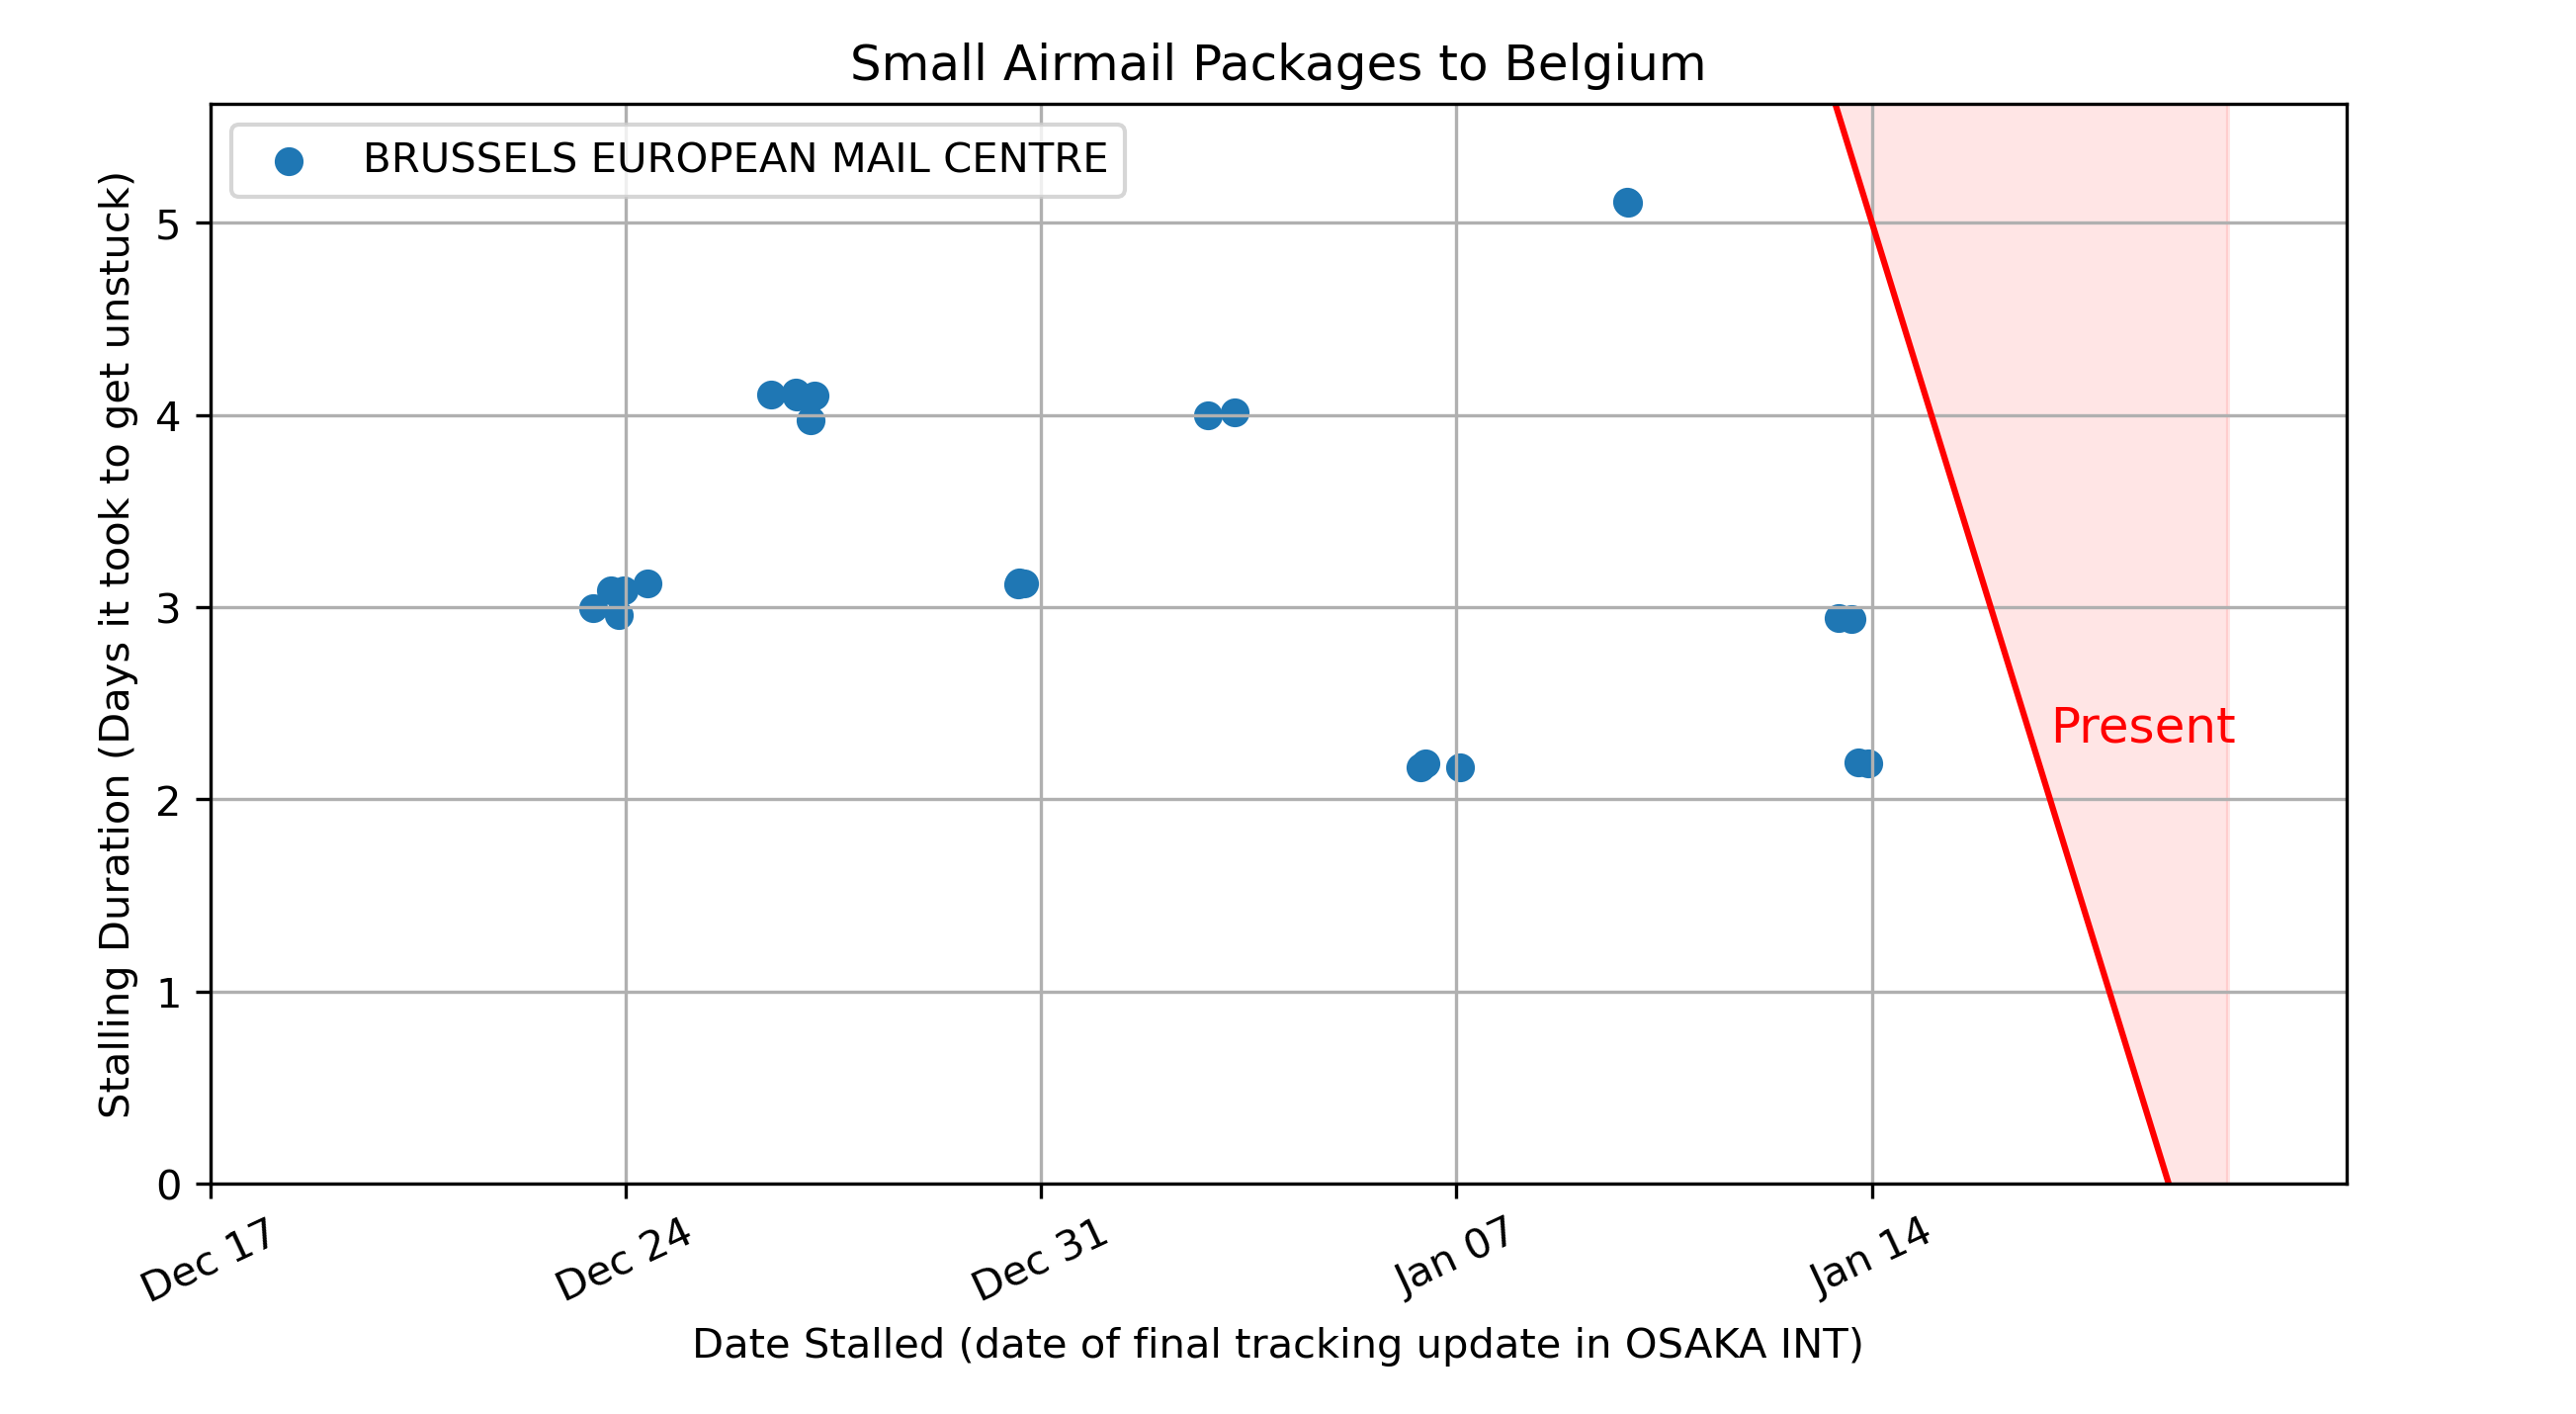 Small Airmail Packages to Belgium
BRUSSELS EUROPEAN MAIL CENTRE
Stalling Duration (Days it took to get unstuck)
5
4
3
2
1
0
Present
Dec 17
Dec 24
Dec 31
Jan 07
Jan 14
Date Stalled (date of final tracking update in OSAKA INT)